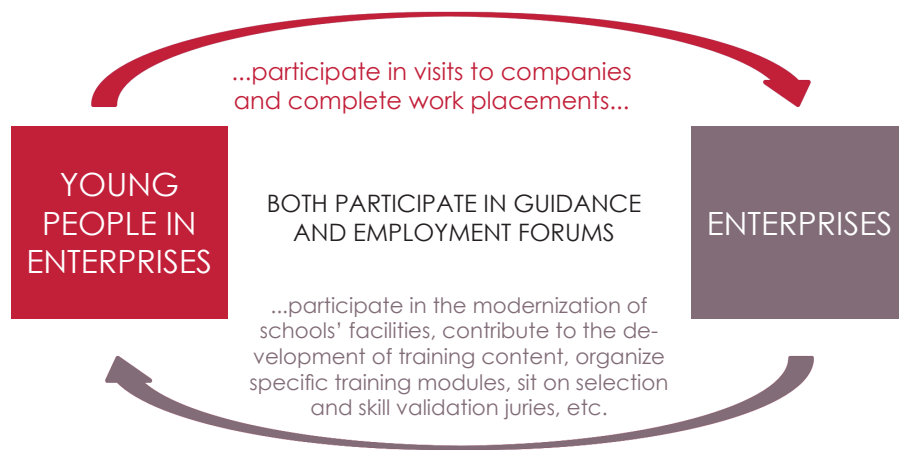 ...participate in visits to companies
and complete work placements...
YOUNG
PEOPLE IN
ENTERPRISES
BOTH PARTICIPATE IN GUIDANCE
AND EMPLOYMENT FORUMS
ENTERPRISES
...participate in the modernization of
schools' facilities, contribute to the de-
velopment of training content, organize
specific training modules, sit on selection
and skill validation juries, etc.